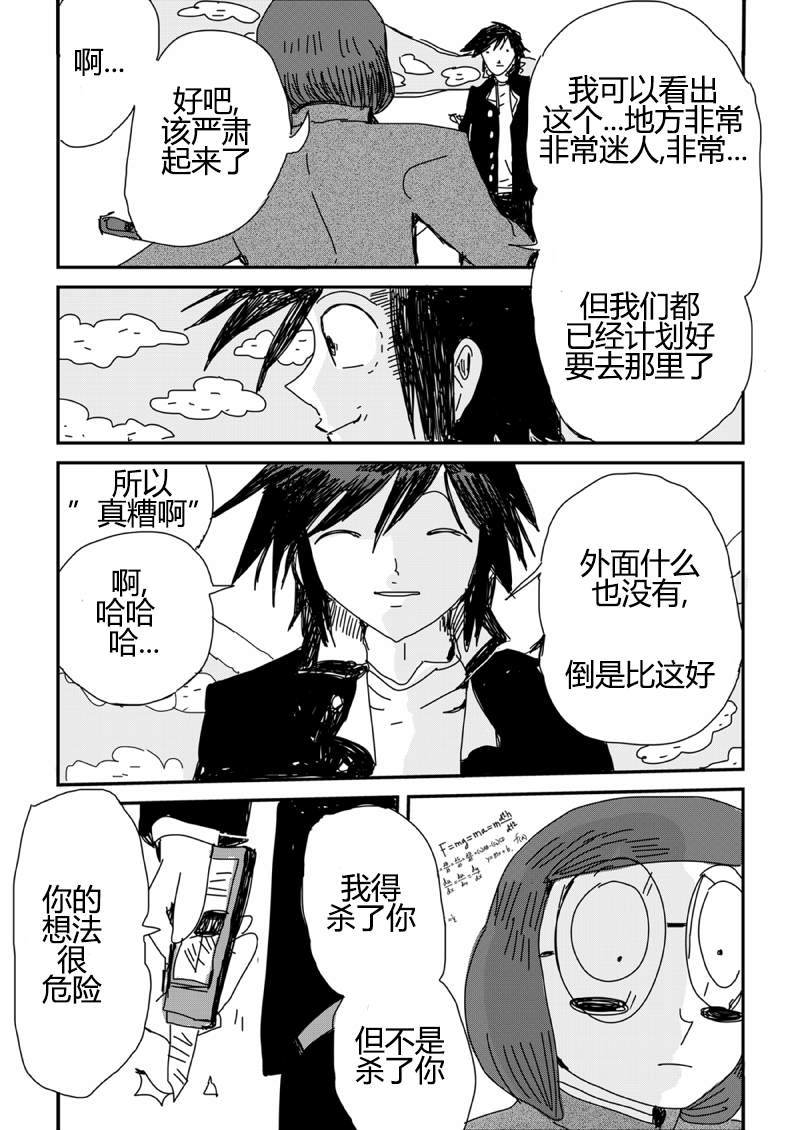 我可以看出
这个...地方非常
非常迷人,非常...
但我们都
已经计划好
要去那里了
好吧,
该严肃
起来了
啊...
外面什么
也没有,
倒是比这好
所以
”真糟啊”
啊,
哈哈
哈...
F=mg=ma=m
我得
杀了你
但不是
杀了你
你的
想法
很
危险